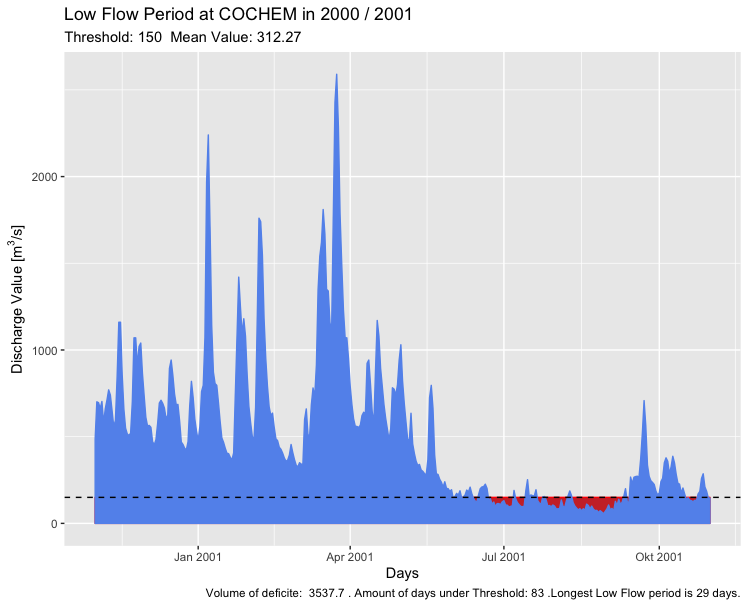 Low Flow Period at COCHEM in 2000 / 2001
Threshold: 150  Mean Value: 312.27
Discharge Value [m³/s]
2000
1000
0
Jan 2001
Apr 2001
Jul 2001
Okt 2001
Days
Volume of deficite:  3537.7 . Amount of days under Threshold: 83 .Longest Low Flow period is 29 days.